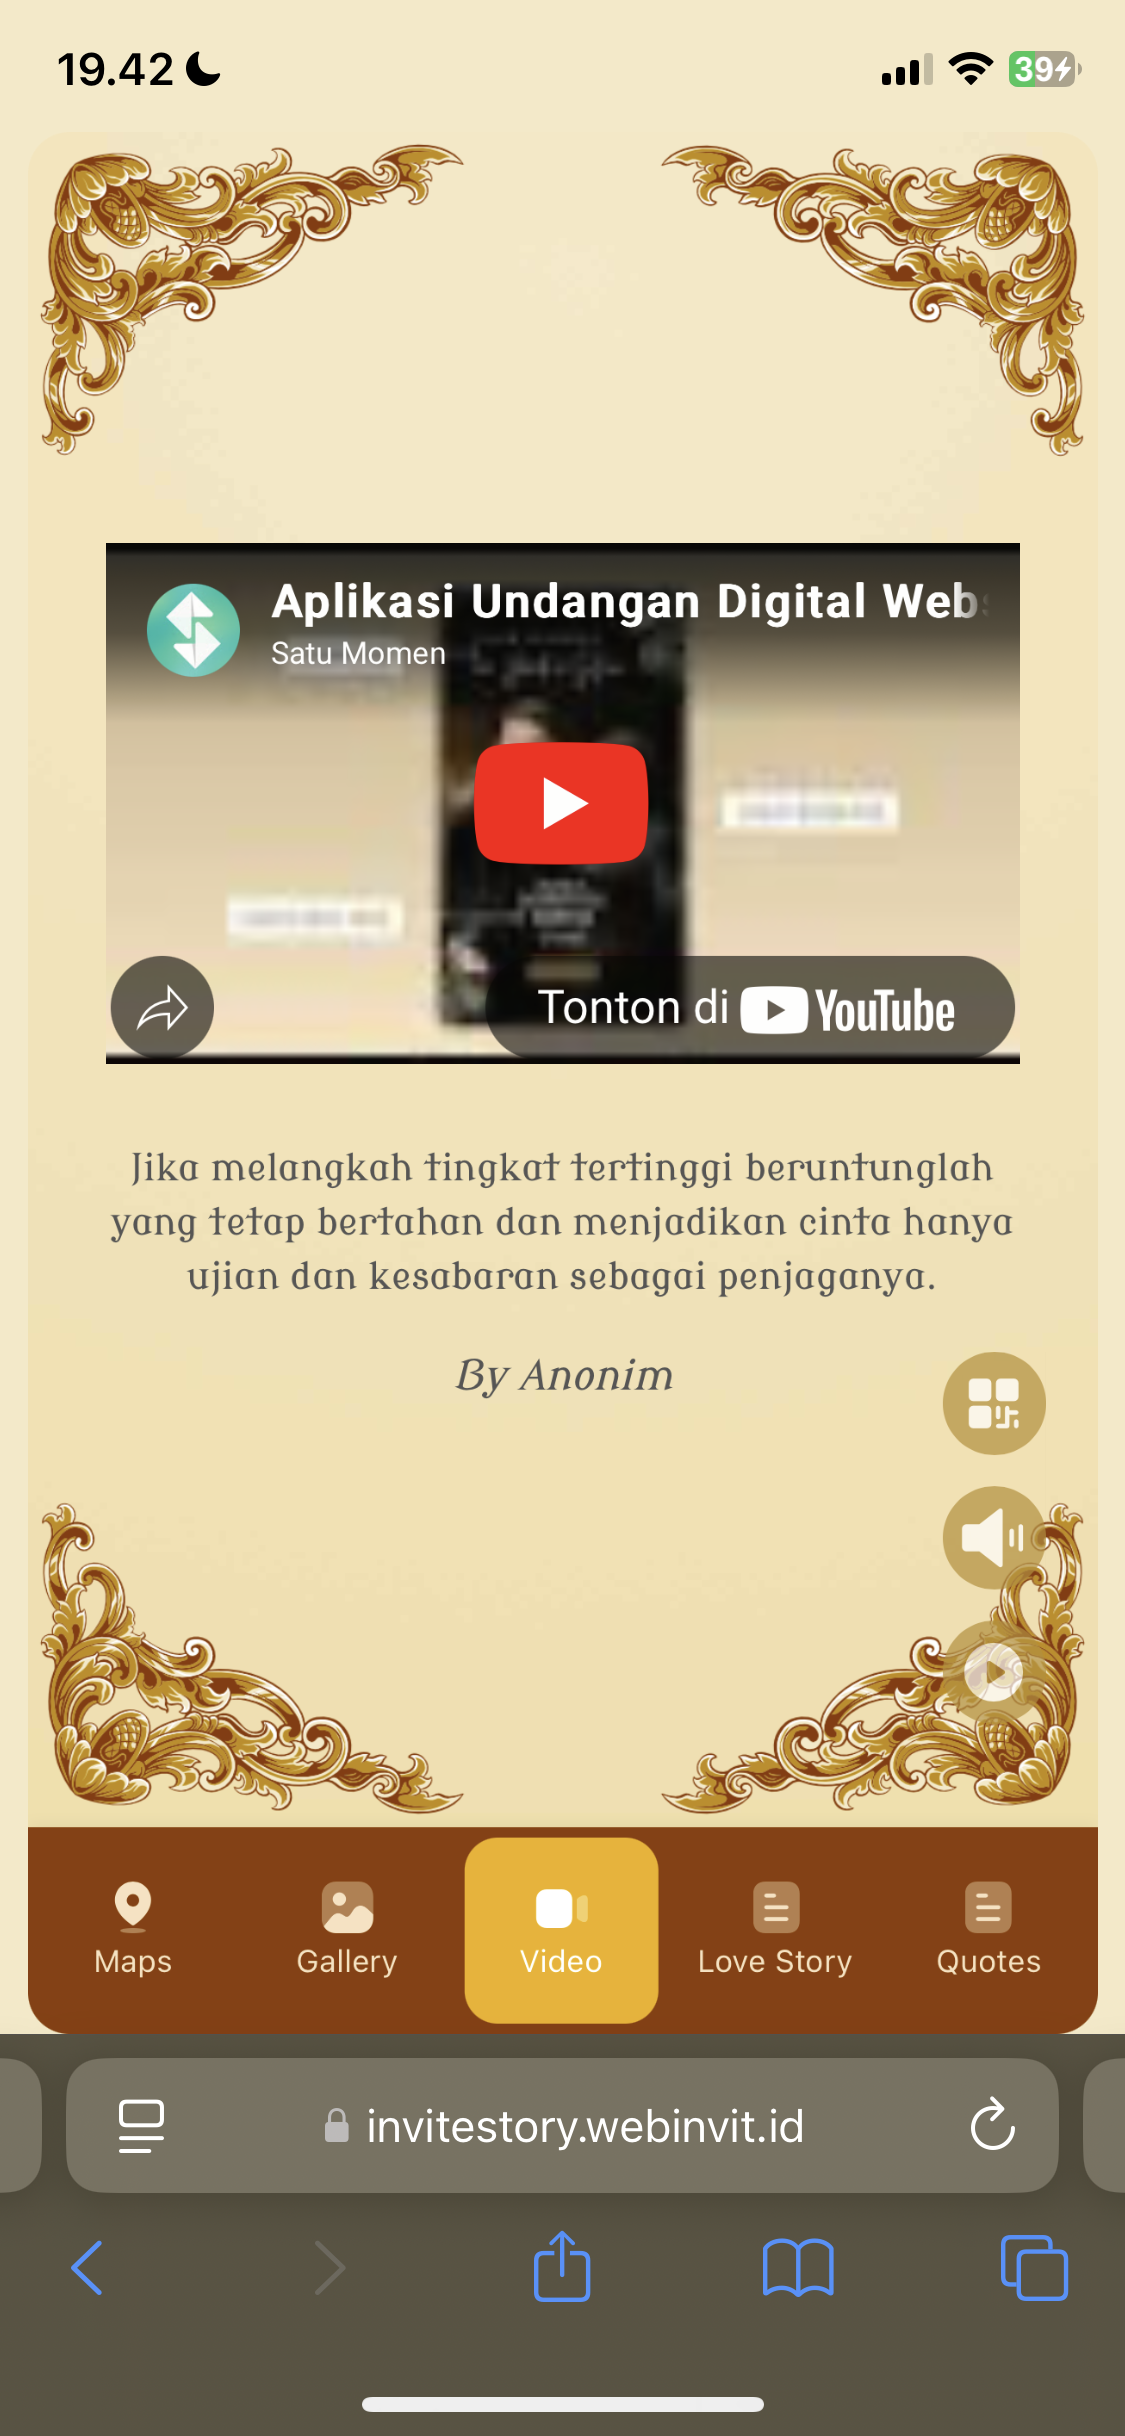 19.42
39
Aplikasi Undangan Digital Web
Satu Momen
Tonton di YouTube
Jika melangkah tingkat tertinggi beruntunglah
yang tetap bertahan dan menjadikan cinta hanya
ujian dan kesabaran sebagai penjaganya.
By Anonim
Maps
Gallery
Video
Love Story
Quotes
invitestory.webinvit.id